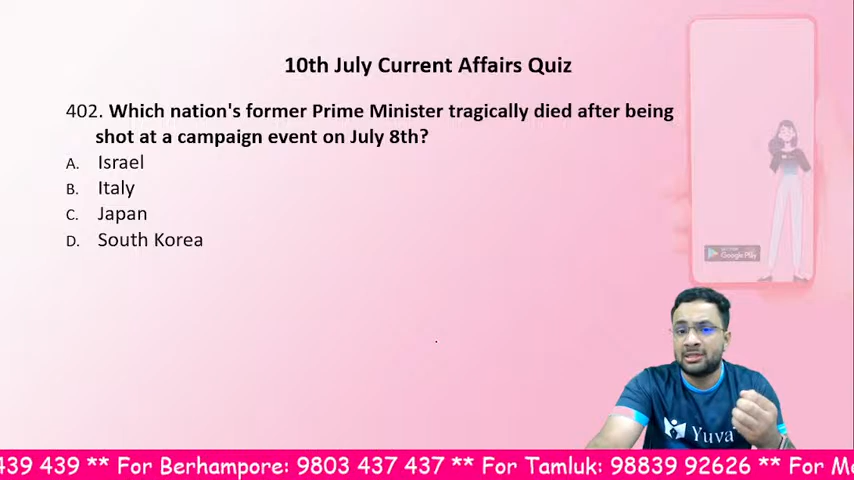 10th July Current Affairs Quiz
402. Which nation's former Prime Minister tragically died after being
shot at a campaign event on July 8th?
A. Israel
B. Italy
C. Japan
D. South Korea
Google Play
Yuva
439 439 ** For Berhampore: 9803 437 437 ** For Tamluk: 98839 92626 ** For M